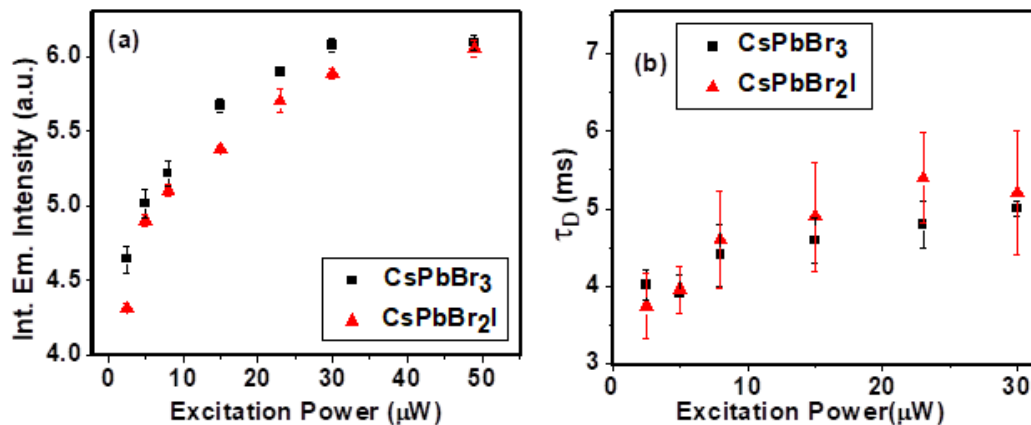 (a)
Int. Em. Intensity (a.u.)
6.0
5.5
5.0
4.5
4.0
CsPbBr₃
CsPbBr₂I
0 10 20 30 40 50
Excitation Power (μW)
(b)
τD (ms)
7
6
5
4
3
CsPbBr₃
CsPbBr₂I
0 10 20 30
Excitation Power(μW)